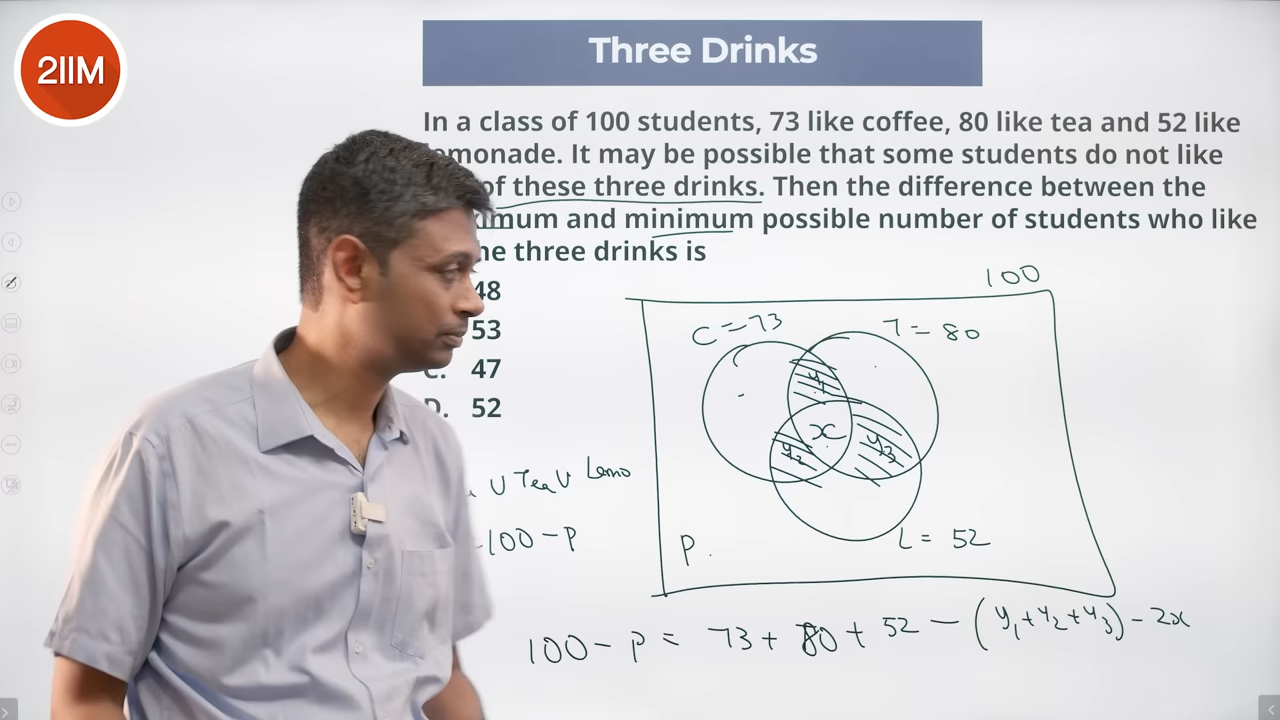 2IIM
Three Drinks
In a class of 100 students, 73 like coffee, 80 like tea and 52 like
emonade. It may be possible that some students do not like
of these three drinks. Then the difference between the
imum and minimum possible number of students who like
he three drinks is
100
48
C = 73
T = 80
53
C. 47
y₁
D. 52
x
y₂
y₃
U Tea U Lemo
100 - P
P
L = 52
100 - P = 73 + 80 + 52 - (y₁ + y₂ + y₃) - 2x